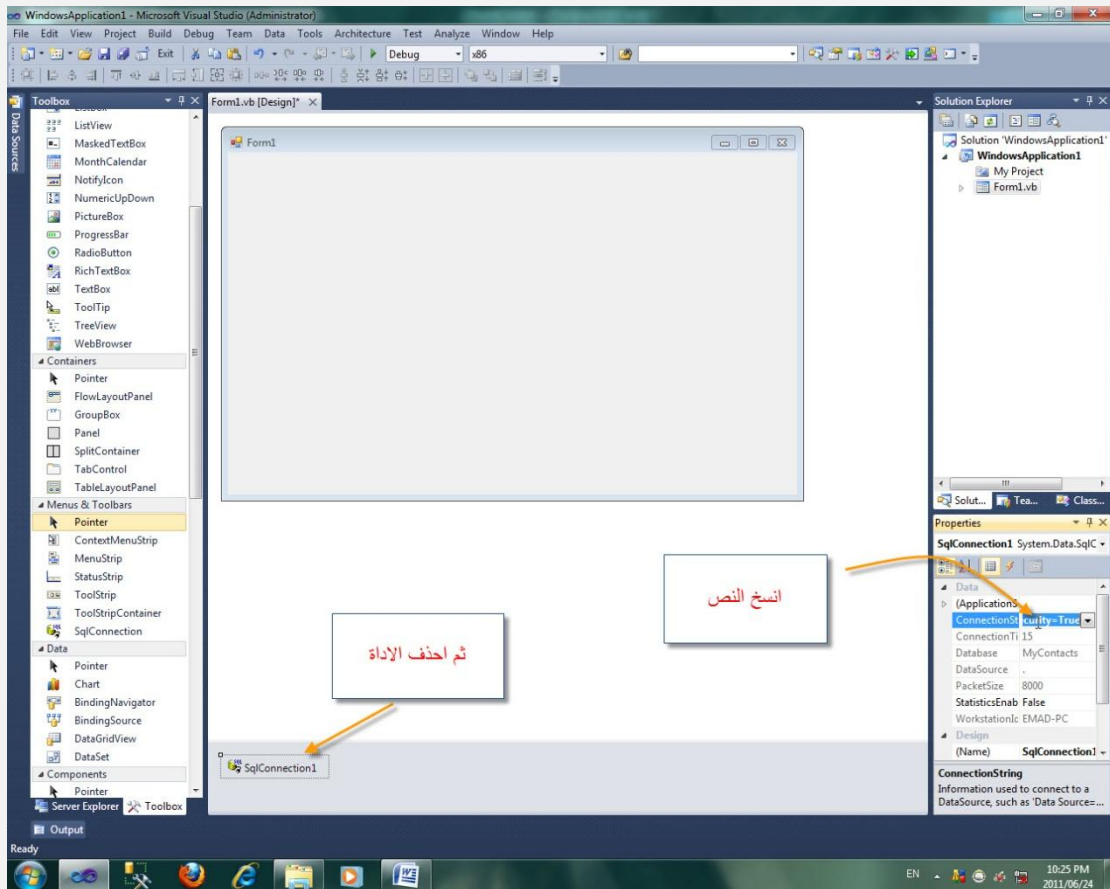 WindowsApplication1 - Microsoft Visual Studio (Administrator)
File Edit View Project Build Debug Team Data Tools Architecture Test Analyze Window Help
Exit Debug x86
Toolbox
Data Sources
ListBox
ListView
MaskedTextBox
MonthCalendar
NotifyIcon
NumericUpDown
PictureBox
ProgressBar
RadioButton
RichTextBox
TextBox
ToolTip
TreeView
WebBrowser
Containers
Pointer
FlowLayoutPanel
GroupBox
Panel
SplitContainer
TabControl
TableLayoutPanel
Menus & Toolbars
Pointer
ContextMenuStrip
MenuStrip
StatusStrip
ToolStrip
ToolStripContainer
SqlConnection
Data
Pointer
Chart
BindingNavigator
BindingSource
DataGridView
DataSet
Components
Pointer
Server Explorer Toolbox
Form1.vb [Design]*
Form1
انسخ النص
ثم احذف الاداة
SqlConnection1
Solution Explorer
Solution 'WindowsApplication1'
WindowsApplication1
My Project
Form1.vb
Solut... Tea... Class...
Properties
SqlConnection1 System.Data.SqlC
Data
(ApplicationS
ConnectionSt curity=True
ConnectionTi 15
Database MyContacts
DataSource .
PacketSize 8000
StatisticsEnab False
WorkstationIc EMAD-PC
Design
(Name) SqlConnection1
ConnectionString
Information used to connect to a
DataSource, such as 'Data Source=...
Output
Ready
EN 10:25 PM
2011/06/24